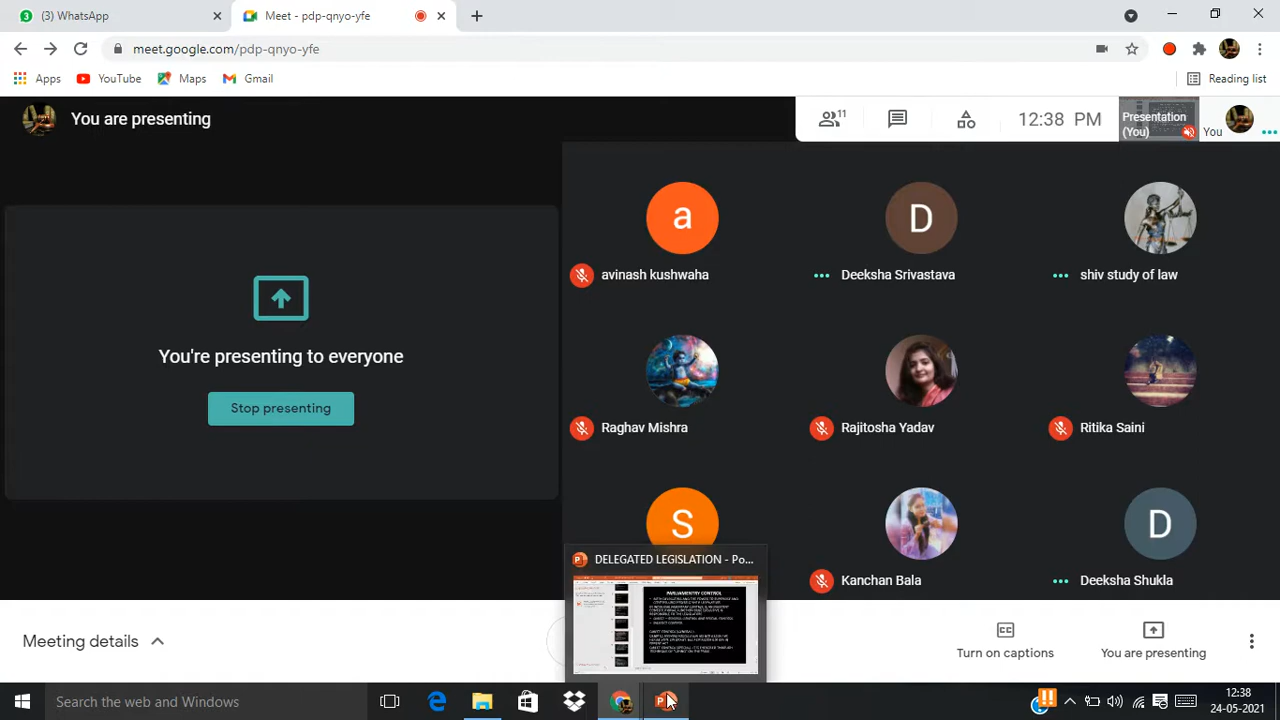 (3) WhatsApp
Meet - pdp-qnyo-yfe
meet.google.com/pdp-qnyo-yfe
Apps
YouTube
Maps
Gmail
Reading list
You are presenting
11
12:38 PM
Presentation
(You)
You
a
D
avinash kushwaha
Deeksha Srivastava
shiv study of law
You're presenting to everyone
Stop presenting
Raghav Mishra
Rajitosha Yadav
Ritika Saini
S
D
DELEGATED LEGISLATION - Po...
PARLIAMENTRY CONTROL
Kanchan Bala
Deeksha Shukla
Meeting details
Turn on captions
You are presenting
Search the web and Windows
12:38
24-05-2021